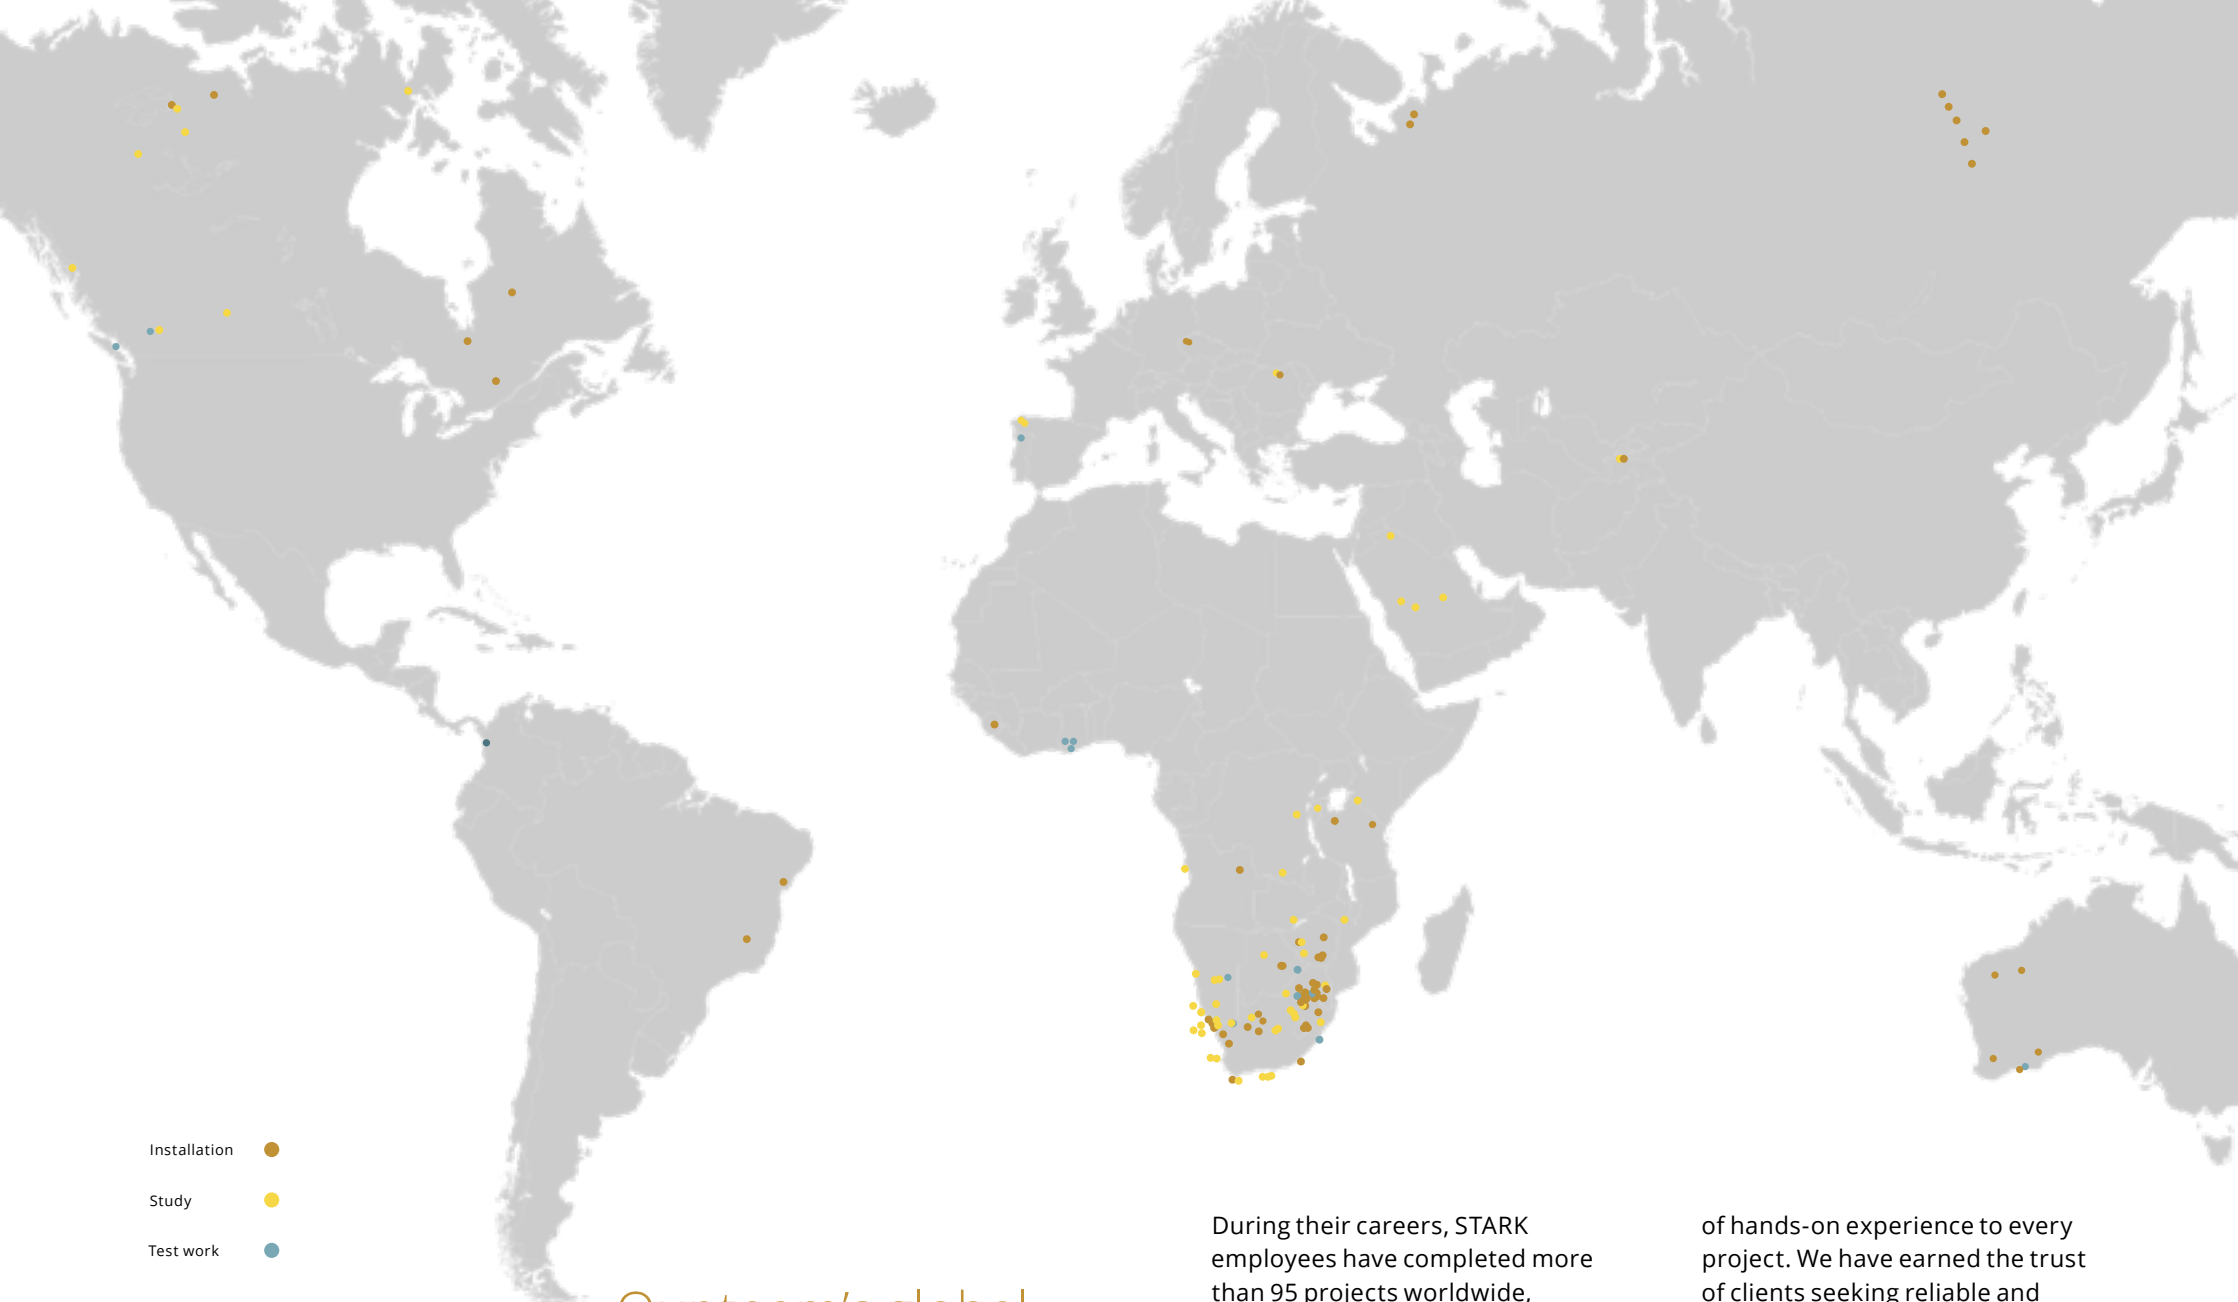 Installation
Study
Test work
During their careers, STARK
employees have completed more
than 95 projects worldwide,
of hands-on experience to every
project. We have earned the trust
of clients seeking reliable and